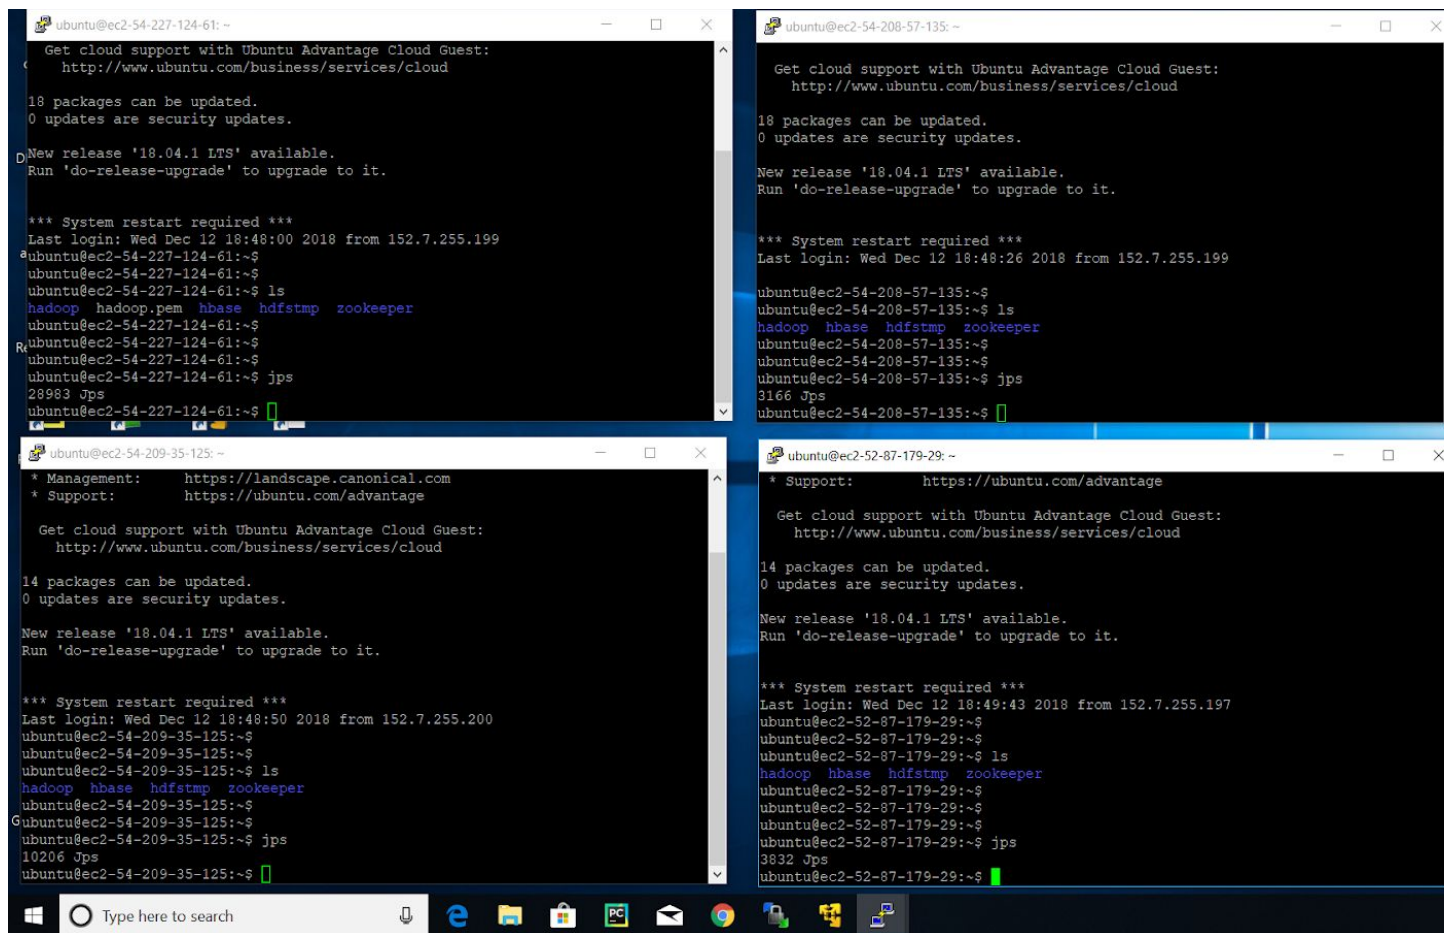 ubuntu@ec2-54-227-124-61: ~
Get cloud support with Ubuntu Advantage Cloud Guest:
http://www.ubuntu.com/business/services/cloud
18 packages can be updated.
0 updates are security updates.
New release '18.04.1 LTS' available.
Run 'do-release-upgrade' to upgrade to it.
*** System restart required ***
Last login: Wed Dec 12 18:48:00 2018 from 152.7.255.199
ubuntu@ec2-54-227-124-61:~$
ubuntu@ec2-54-227-124-61:~$
ubuntu@ec2-54-227-124-61:~$ ls
hadoop hadoop.pem hbase hdfstmp zookeeper
ubuntu@ec2-54-227-124-61:~$
ubuntu@ec2-54-227-124-61:~$
ubuntu@ec2-54-227-124-61:~$
ubuntu@ec2-54-227-124-61:~$ jps
28983 Jps
ubuntu@ec2-54-227-124-61:~$
ubuntu@ec2-54-208-57-135: ~
Get cloud support with Ubuntu Advantage Cloud Guest:
http://www.ubuntu.com/business/services/cloud
18 packages can be updated.
0 updates are security updates.
New release '18.04.1 LTS' available.
Run 'do-release-upgrade' to upgrade to it.
*** System restart required ***
Last login: Wed Dec 12 18:48:26 2018 from 152.7.255.199
ubuntu@ec2-54-208-57-135:~$
ubuntu@ec2-54-208-57-135:~$ ls
hadoop hbase hdfstmp zookeeper
ubuntu@ec2-54-208-57-135:~$
ubuntu@ec2-54-208-57-135:~$
ubuntu@ec2-54-208-57-135:~$ jps
3166 Jps
ubuntu@ec2-54-208-57-135:~$
ubuntu@ec2-54-209-35-125: ~
* Management: https://landscape.canonical.com
* Support: https://ubuntu.com/advantage
Get cloud support with Ubuntu Advantage Cloud Guest:
http://www.ubuntu.com/business/services/cloud
14 packages can be updated.
0 updates are security updates.
New release '18.04.1 LTS' available.
Run 'do-release-upgrade' to upgrade to it.
*** System restart required ***
Last login: Wed Dec 12 18:48:50 2018 from 152.7.255.200
ubuntu@ec2-54-209-35-125:~$
ubuntu@ec2-54-209-35-125:~$
ubuntu@ec2-54-209-35-125:~$ ls
hadoop hbase hdfstmp zookeeper
ubuntu@ec2-54-209-35-125:~$
ubuntu@ec2-54-209-35-125:~$
ubuntu@ec2-54-209-35-125:~$ jps
10206 Jps
ubuntu@ec2-54-209-35-125:~$
ubuntu@ec2-52-87-179-29: ~
* Support: https://ubuntu.com/advantage
Get cloud support with Ubuntu Advantage Cloud Guest:
http://www.ubuntu.com/business/services/cloud
14 packages can be updated.
0 updates are security updates.
New release '18.04.1 LTS' available.
Run 'do-release-upgrade' to upgrade to it.
*** System restart required ***
Last login: Wed Dec 12 18:49:43 2018 from 152.7.255.197
ubuntu@ec2-52-87-179-29:~$
ubuntu@ec2-52-87-179-29:~$
ubuntu@ec2-52-87-179-29:~$ ls
hadoop hbase hdfstmp zookeeper
ubuntu@ec2-52-87-179-29:~$
ubuntu@ec2-52-87-179-29:~$
ubuntu@ec2-52-87-179-29:~$
ubuntu@ec2-52-87-179-29:~$ jps
3832 Jps
ubuntu@ec2-52-87-179-29:~$
Type here to search
PC